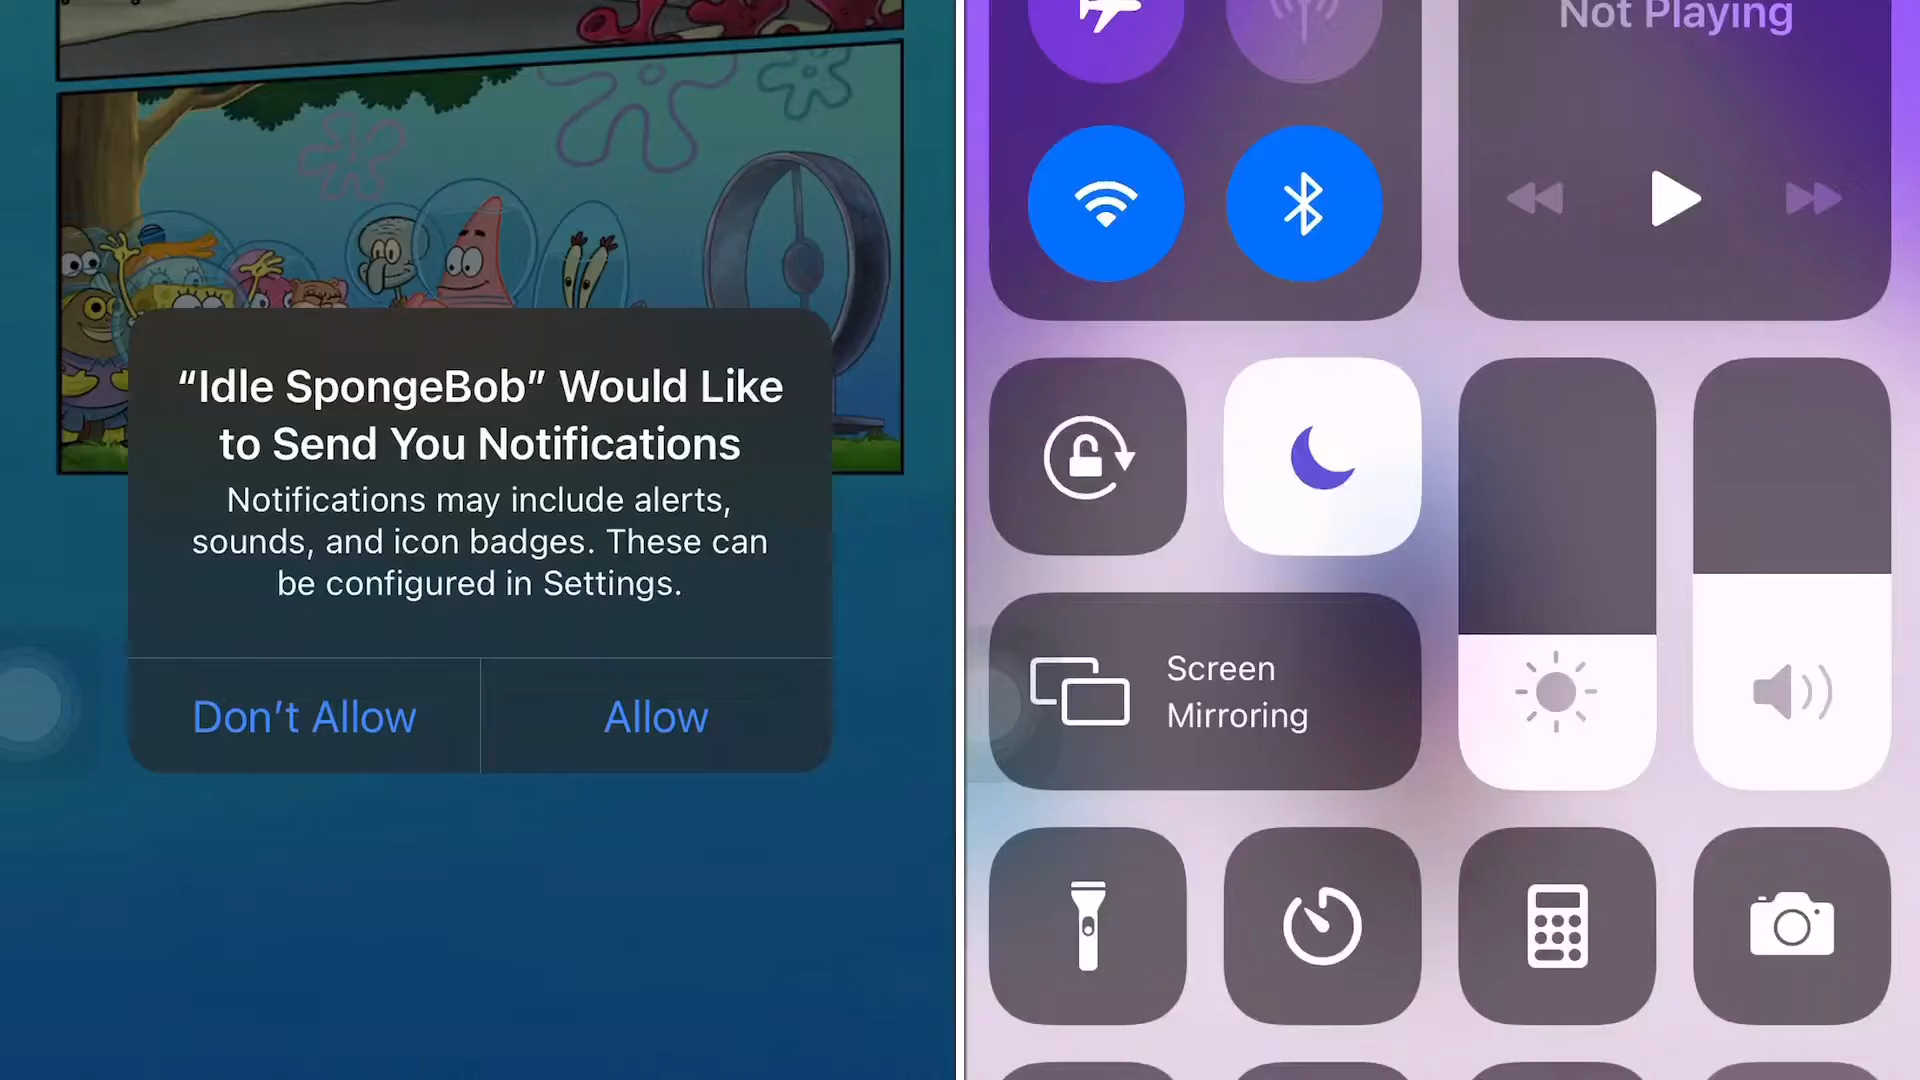 “Idle SpongeBob” Would Like
to Send You Notifications
Notifications may include alerts,
sounds, and icon badges. These can
be configured in Settings.
Don’t Allow
Allow
Not Playing
Screen
Mirroring